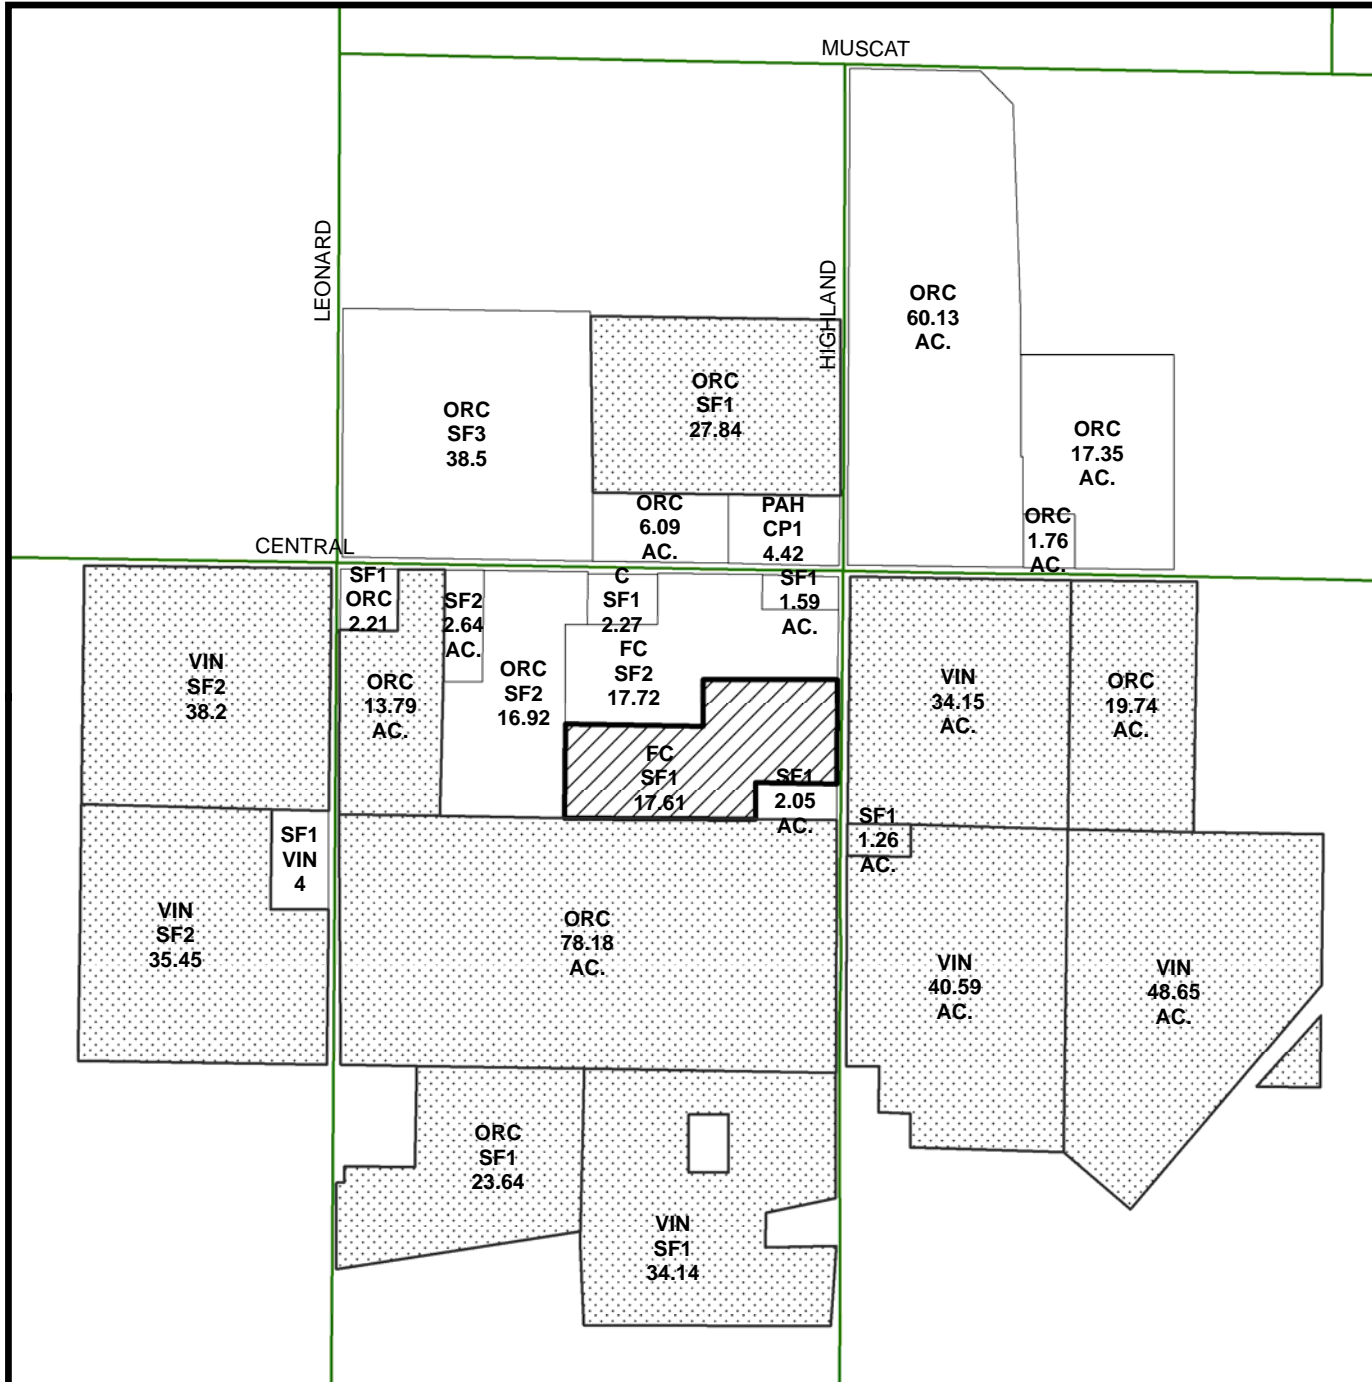 MUSCAT
LEONARD
HIGHLAND
ORC
60.13
AC.
ORC
SF1
27.84
ORC
SF3
38.5
ORC
17.35
AC.
ORC
6.09
AC.
PAH
CP1
4.42
ORC
1.76
AC.
CENTRAL
SF1
ORC
2.21
SF2
2.64
AC.
C
SF1
2.27
SF1
1.59
AC.
VIN
SF2
38.2
ORC
13.79
AC.
ORC
SF2
16.92
FC
SF2
17.72
VIN
34.15
AC.
ORC
19.74
AC.
FC
SF1
17.61
SF1
2.05
AC.
SF1
1.26
AC.
SF1
VIN
4
VIN
SF2
35.45
ORC
78.18
AC.
VIN
40.59
AC.
VIN
48.65
AC.
ORC
SF1
23.64
VIN
SF1
34.14